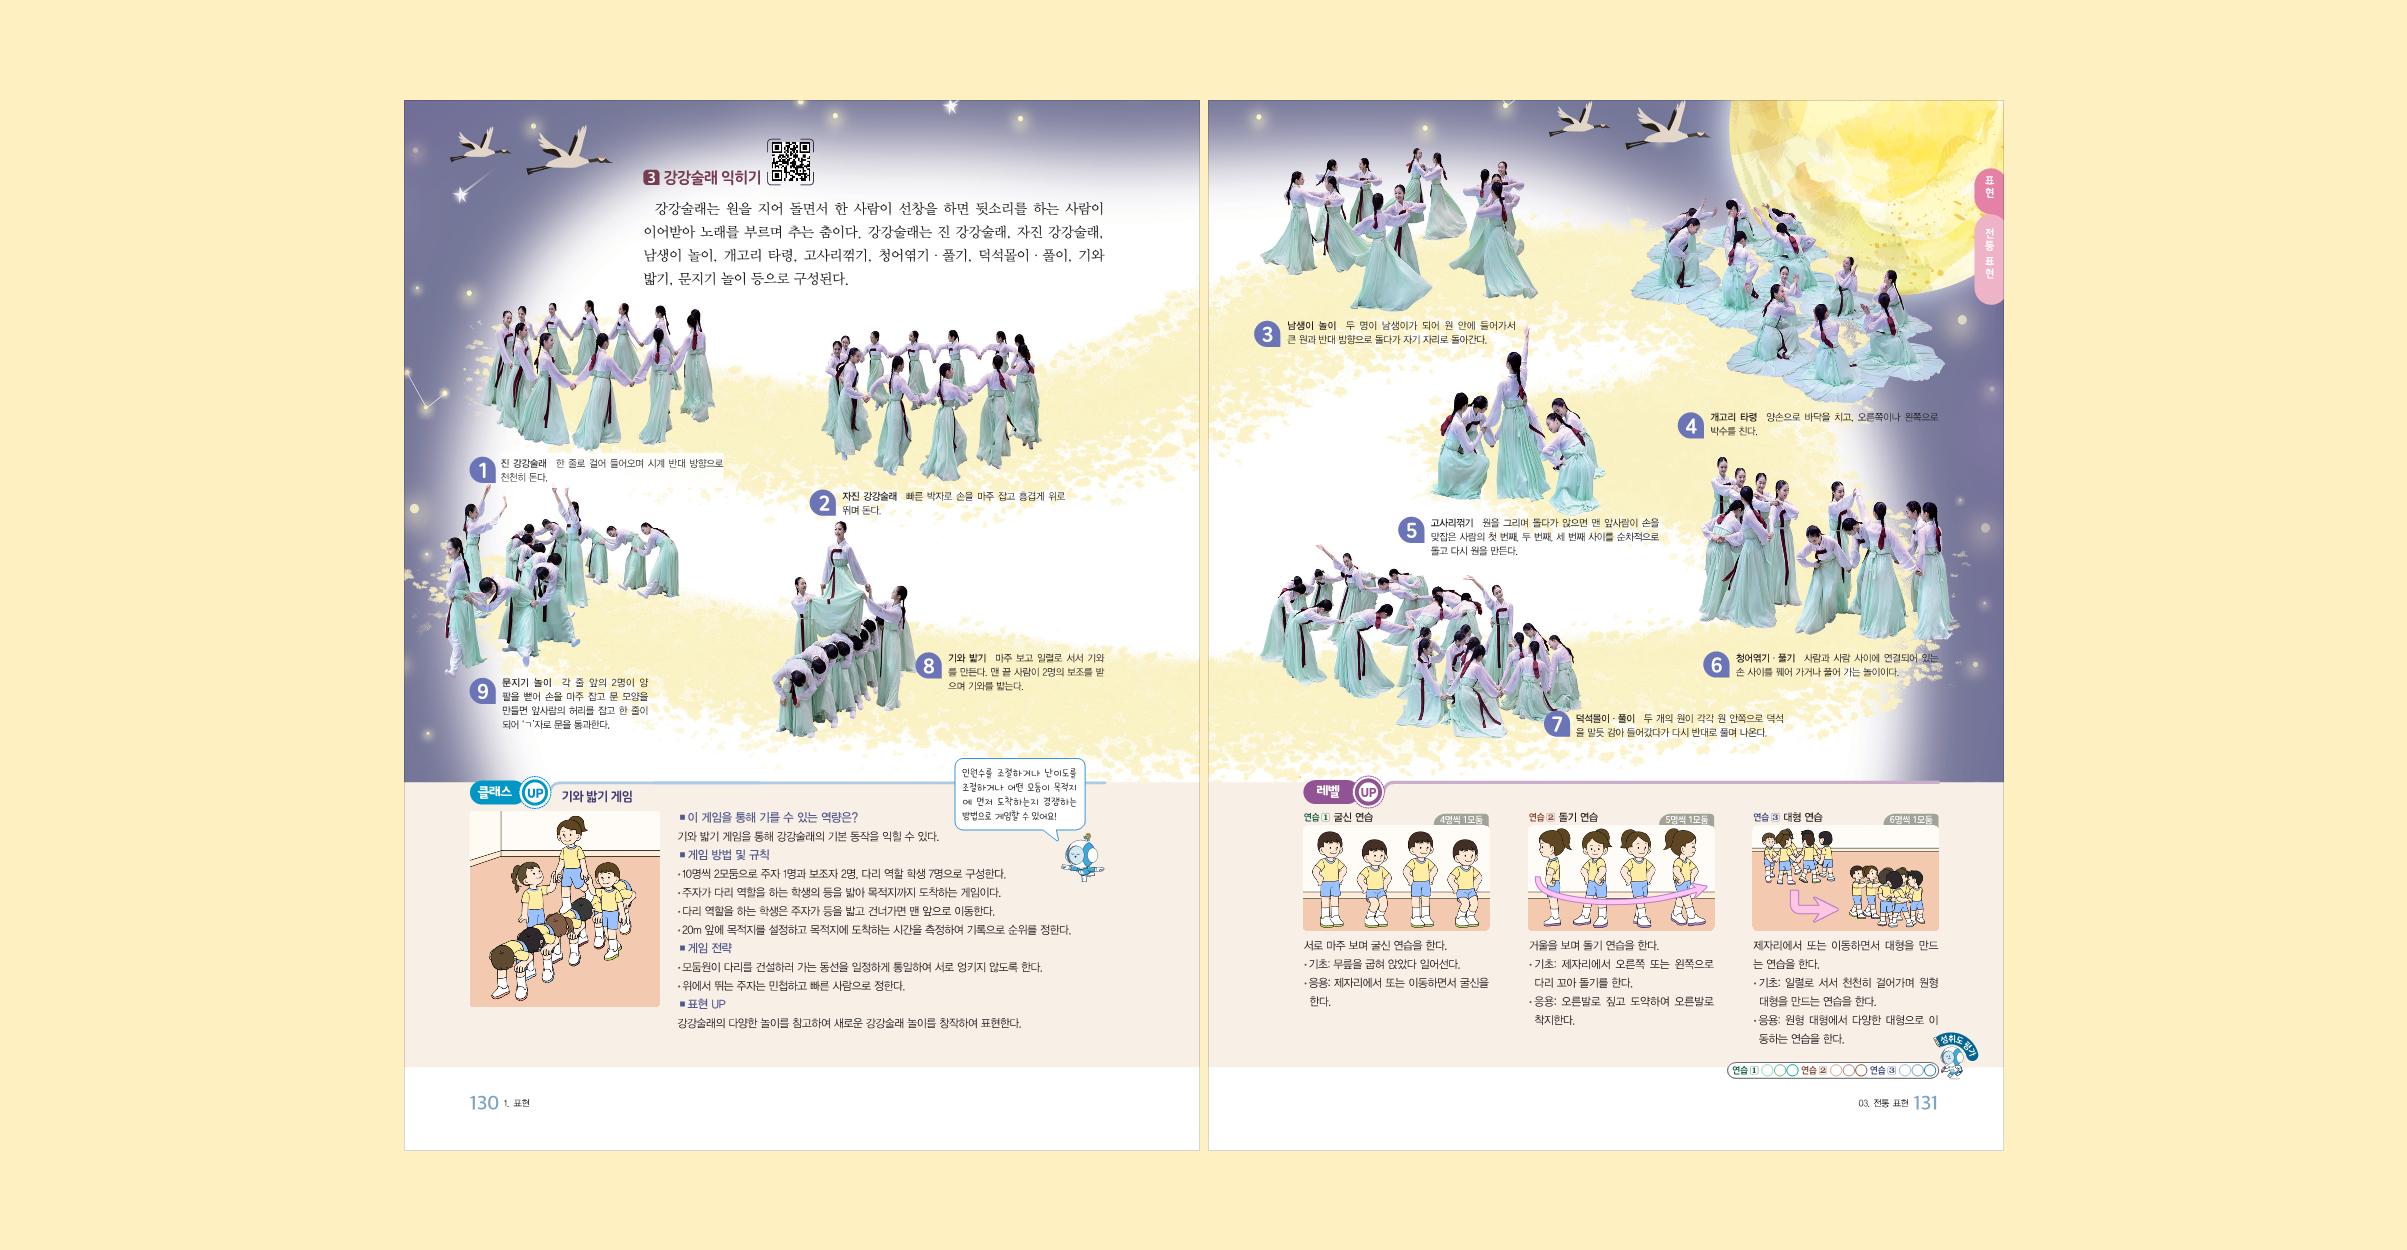 3 강강술래 익히기
강강술래는 원을 지어 돌면서 한 사람이 선창을 하면 뒷소리를 하는 사람이
이어받아 노래를 부르며 추는 춤이다. 강강술래는 진 강강술래, 자진 강강술래,
남생이 놀이, 개고리 타령, 고사리꺾기, 청어엮기·풀기, 덕석몰이·풀이, 기와
밟기, 문지기 놀이 등으로 구성된다.
1 진 강강술래 한 줄로 걸어 들어오며 시계 반대 방향으로
천천히 돈다.
2 자진 강강술래 빠른 박자로 손을 마주 잡고 흥겹게 위로
뛰며 돈다.
8 기와 밟기 마주 보고 일렬로 서서 기와
를 만든다. 맨 끝 사람이 2명의 보조를 받
으며 기와를 밟는다.
9 문지기 놀이 각 줄 앞의 2명이 양
팔을 뻗어 손을 마주 잡고 문 모양을
만들면 앞사람의 허리를 잡고 한 줄이
되어 'ㄱ'자로 문을 통과한다.
클래스 UP 기와 밟기 게임
인원수를 조절하거나 난이도를
조절하거나 어떤 모둠이 목적지
에 먼저 도착하는지 경쟁하는
방법으로 게임할 수 있어요!
■ 이 게임을 통해 기를 수 있는 역량은?
기와 밟기 게임을 통해 강강술래의 기본 동작을 익힐 수 있다.
■ 게임 방법 및 규칙
·10명씩 2모둠으로 주자 1명과 보조자 2명, 다리 역할 학생 7명으로 구성한다.
·주자가 다리 역할을 하는 학생의 등을 밟아 목적지까지 도착하는 게임이다.
·다리 역할을 하는 학생은 주자가 등을 밟고 건너가면 맨 앞으로 이동한다.
·20m 앞에 목적지를 설정하고 목적지에 도착하는 시간을 측정하여 기록으로 순위를 정한다.
■ 게임 전략
·모둠원이 다리를 건설하러 가는 동선을 일정하게 통일하여 서로 엉키지 않도록 한다.
·위에서 뛰는 주자는 민첩하고 빠른 사람으로 정한다.
■ 표현 UP
강강술래의 다양한 놀이를 참고하여 새로운 강강술래 놀이를 창작하여 표현한다.
130 1. 표현
표현
전통 표현
3 남생이 놀이 두 명이 남생이가 되어 원 안에 들어가서
큰 원과 반대 방향으로 돌다가 자기 자리로 돌아간다.
4 개고리 타령 양손으로 바닥을 치고, 오른쪽이나 왼쪽으로
박수를 친다.
5 고사리꺾기 원을 그리며 돌다가 앉으면 맨 앞사람이 손을
맞잡은 사람의 첫 번째, 두 번째, 세 번째 사이를 순차적으로
돌고 다시 원을 만든다.
6 청어엮기·풀기 사람과 사람 사이에 연결되어 있는
손 사이를 꿰어 가거나 풀어 가는 놀이이다.
7 덕석몰이·풀이 두 개의 원이 각각 원 안쪽으로 덕석
을 말듯 감아 들어갔다가 다시 반대로 풀며 나온다.
레벨 UP
연습 1 굴신 연습 4명씩 1모둠
서로 마주 보며 굴신 연습을 한다.
·기초: 무릎을 굽혀 앉았다 일어선다.
·응용: 제자리에서 또는 이동하면서 굴신을
한다.
연습 2 돌기 연습 5명씩 1모둠
거울을 보며 돌기 연습을 한다.
·기초: 제자리에서 오른쪽 또는 왼쪽으로
다리 꼬아 돌기를 한다.
·응용: 오른발로 짚고 도약하여 오른발로
착지한다.
연습 3 대형 연습 6명씩 1모둠
제자리에서 또는 이동하면서 대형을 만드
는 연습을 한다.
·기초: 일렬로 서서 천천히 걸어가며 원형
대형을 만드는 연습을 한다.
·응용: 원형 대형에서 다양한 대형으로 이
동하는 연습을 한다.
성취도 평가
연습 1 연습 2 연습 3
03. 전통 표현 131